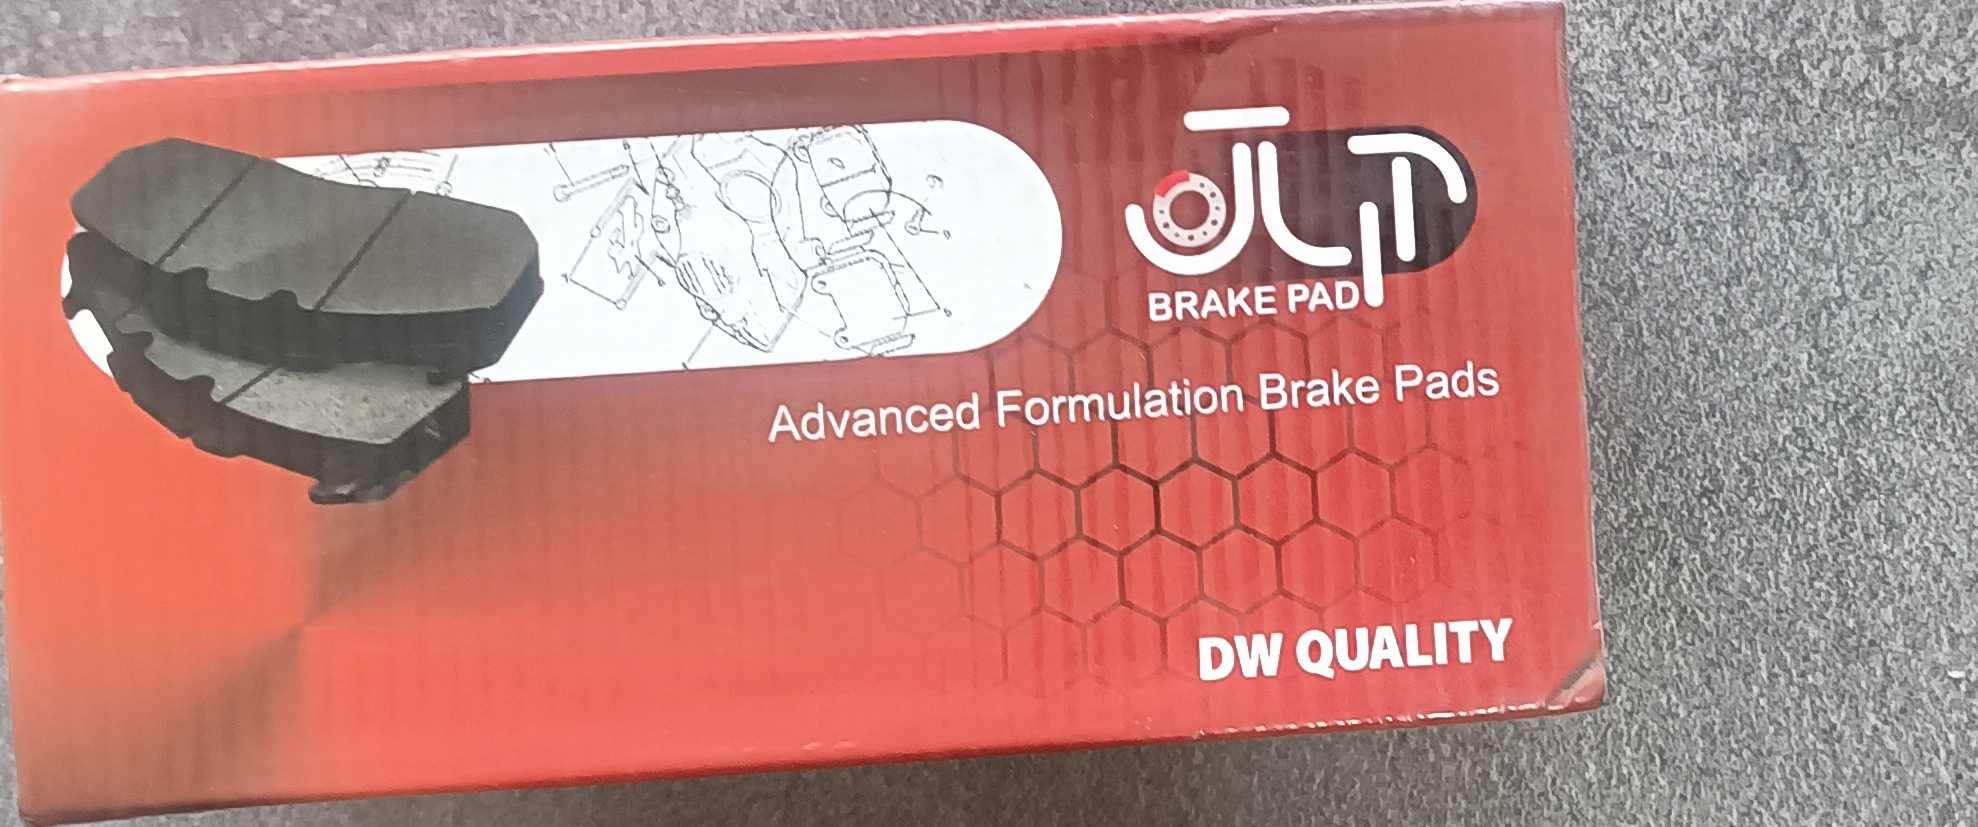 JLP
BRAKE PAD
Advanced Formulation Brake Pads
DW QUALITY